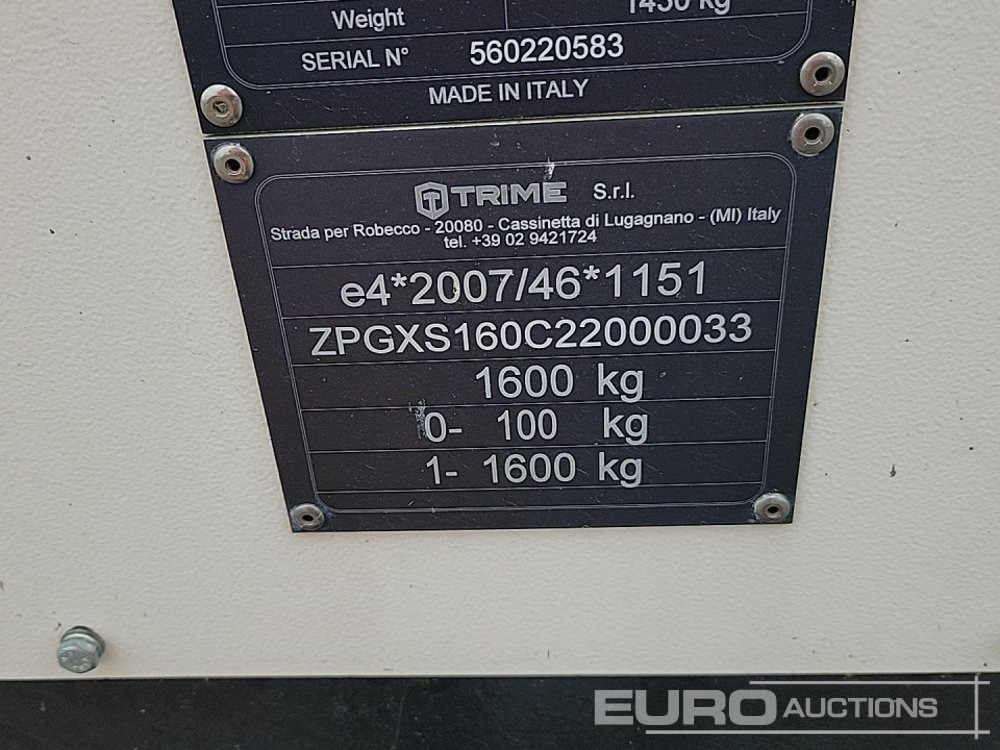 Weight 1450 kg
SERIAL N° 560220583
MADE IN ITALY
TRIME S.r.l.
Strada per Robecco - 20080 - Cassinetta di Lugagnano - (MI) Italy
tel. +39 02 9421724
e4*2007/46*1151
ZPGXS160C22000033
1600 kg
0- 100 kg
1- 1600 kg
EURO AUCTIONS